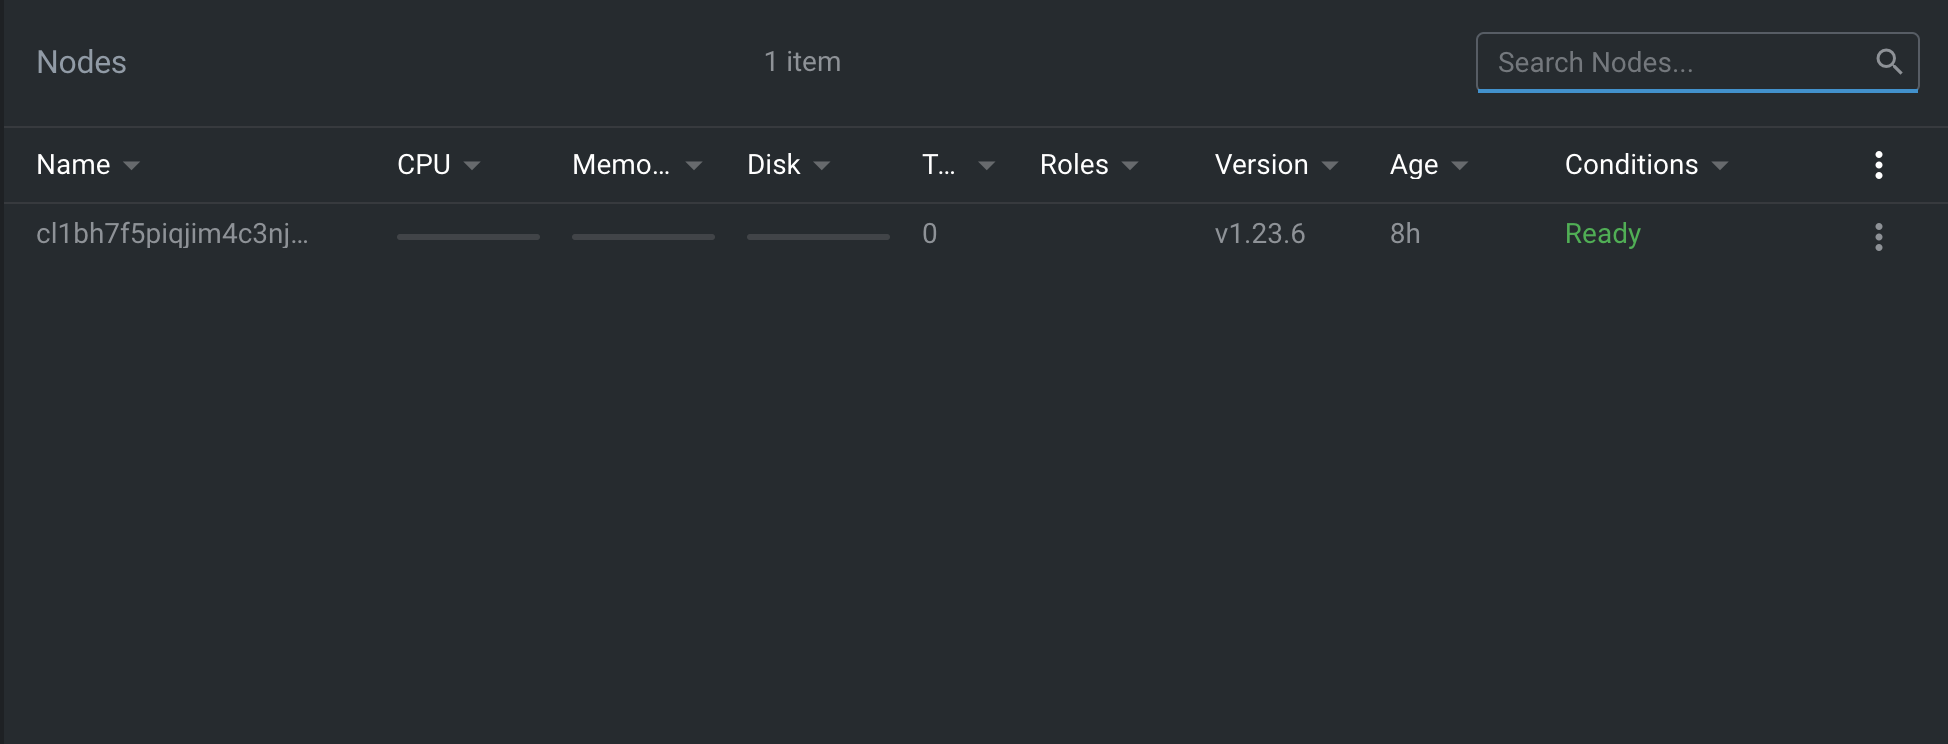 Nodes 1 item Search Nodes...
Name CPU Memo... Disk T... Roles Version Age Conditions
cl1bh7f5piqjim4c3nj... 0 v1.23.6 8h Ready